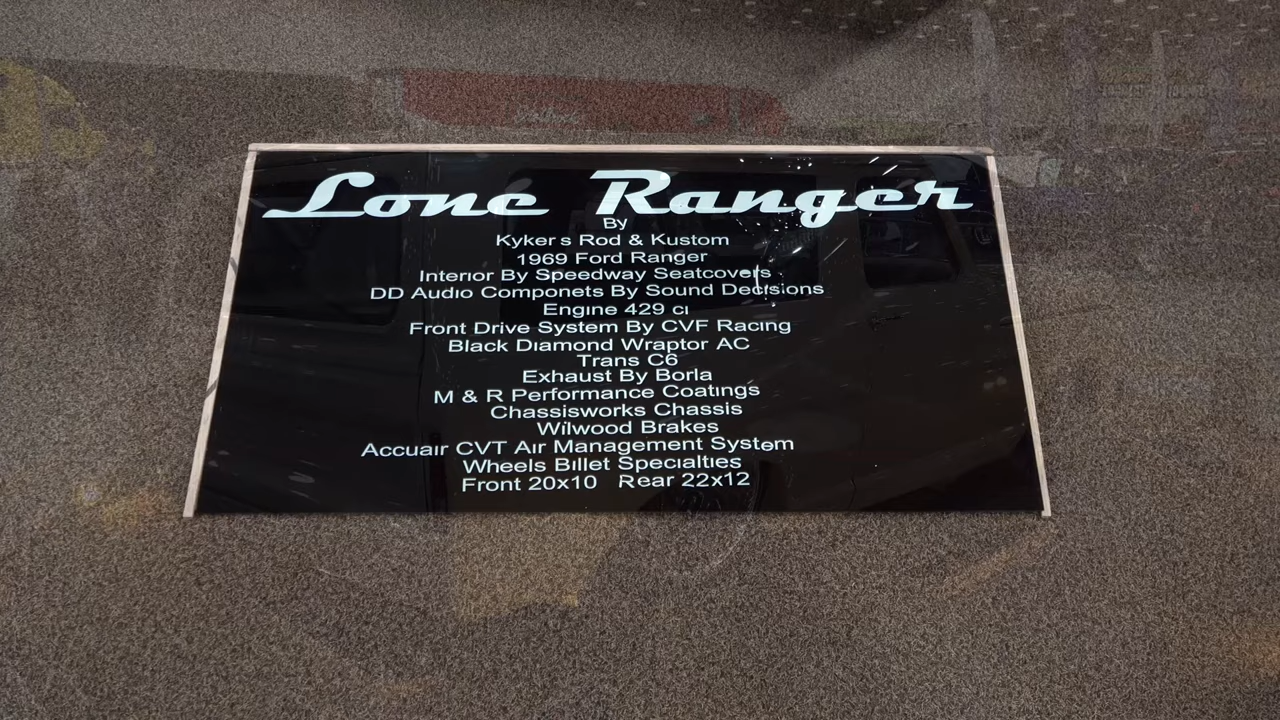 Lone Ranger
By
Kyker s Rod & Kustom
1969 Ford Ranger
Interior By Speedway Seatcovers
DD Audio Componets By Sound Decisions
Engine 429 ci
Front Drive System By CVF Racing
Black Diamond Wraptor AC
Trans C6
Exhaust By Borla
M & R Performance Coatings
Chassisworks Chassis
Wilwood Brakes
Accuair CVT Air Management System
Wheels Billet Specialties
Front 20x10 Rear 22x12